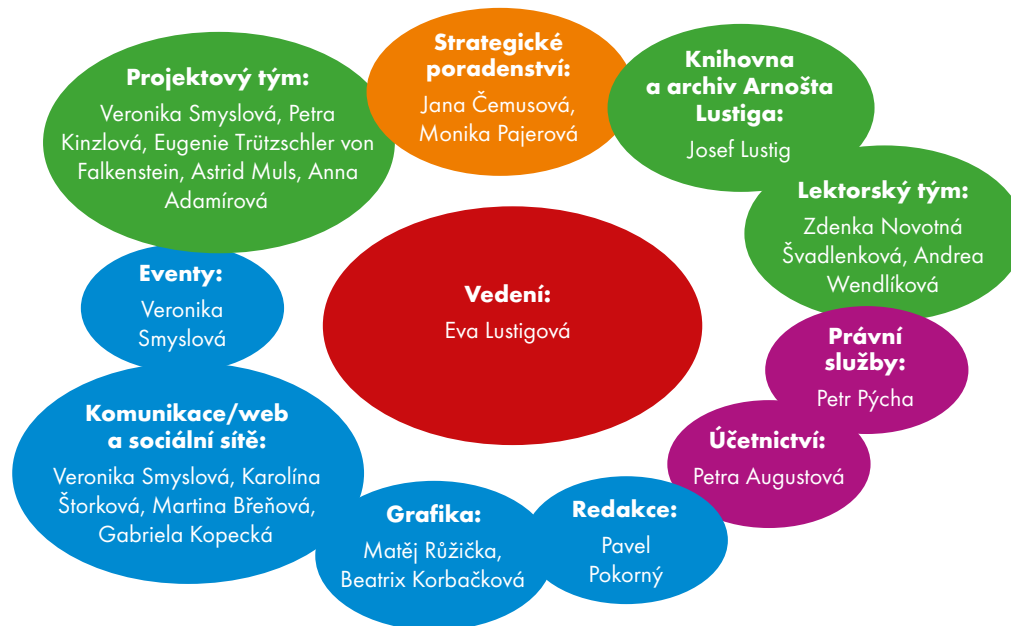 Projektový tým:
Veronika Smyslová, Petra
Kinzlová, Eugenie Trützschler von
Falkenstein, Astrid Muls, Anna
Adamírová
Strategické
poradenství:
Jana Čemusová,
Monika Pajerová
Knihovna
a archiv Arnošta
Lustiga:
Josef Lustig
Lektorský tým:
Zdenka Novotná
Švadlenková, Andrea
Wendlíková
Eventy:
Veronika
Smyslová
Vedení:
Eva Lustigová
Právní
služby:
Petr Pýcha
Komunikace/web
a sociální sítě:
Veronika Smyslová, Karolína
Štorková, Martina Břeňová,
Gabriela Kopecká
Účetnictví:
Petra Augustová
Grafika:
Matěj Růžička,
Beatrix Korbačková
Redakce:
Pavel
Pokorný